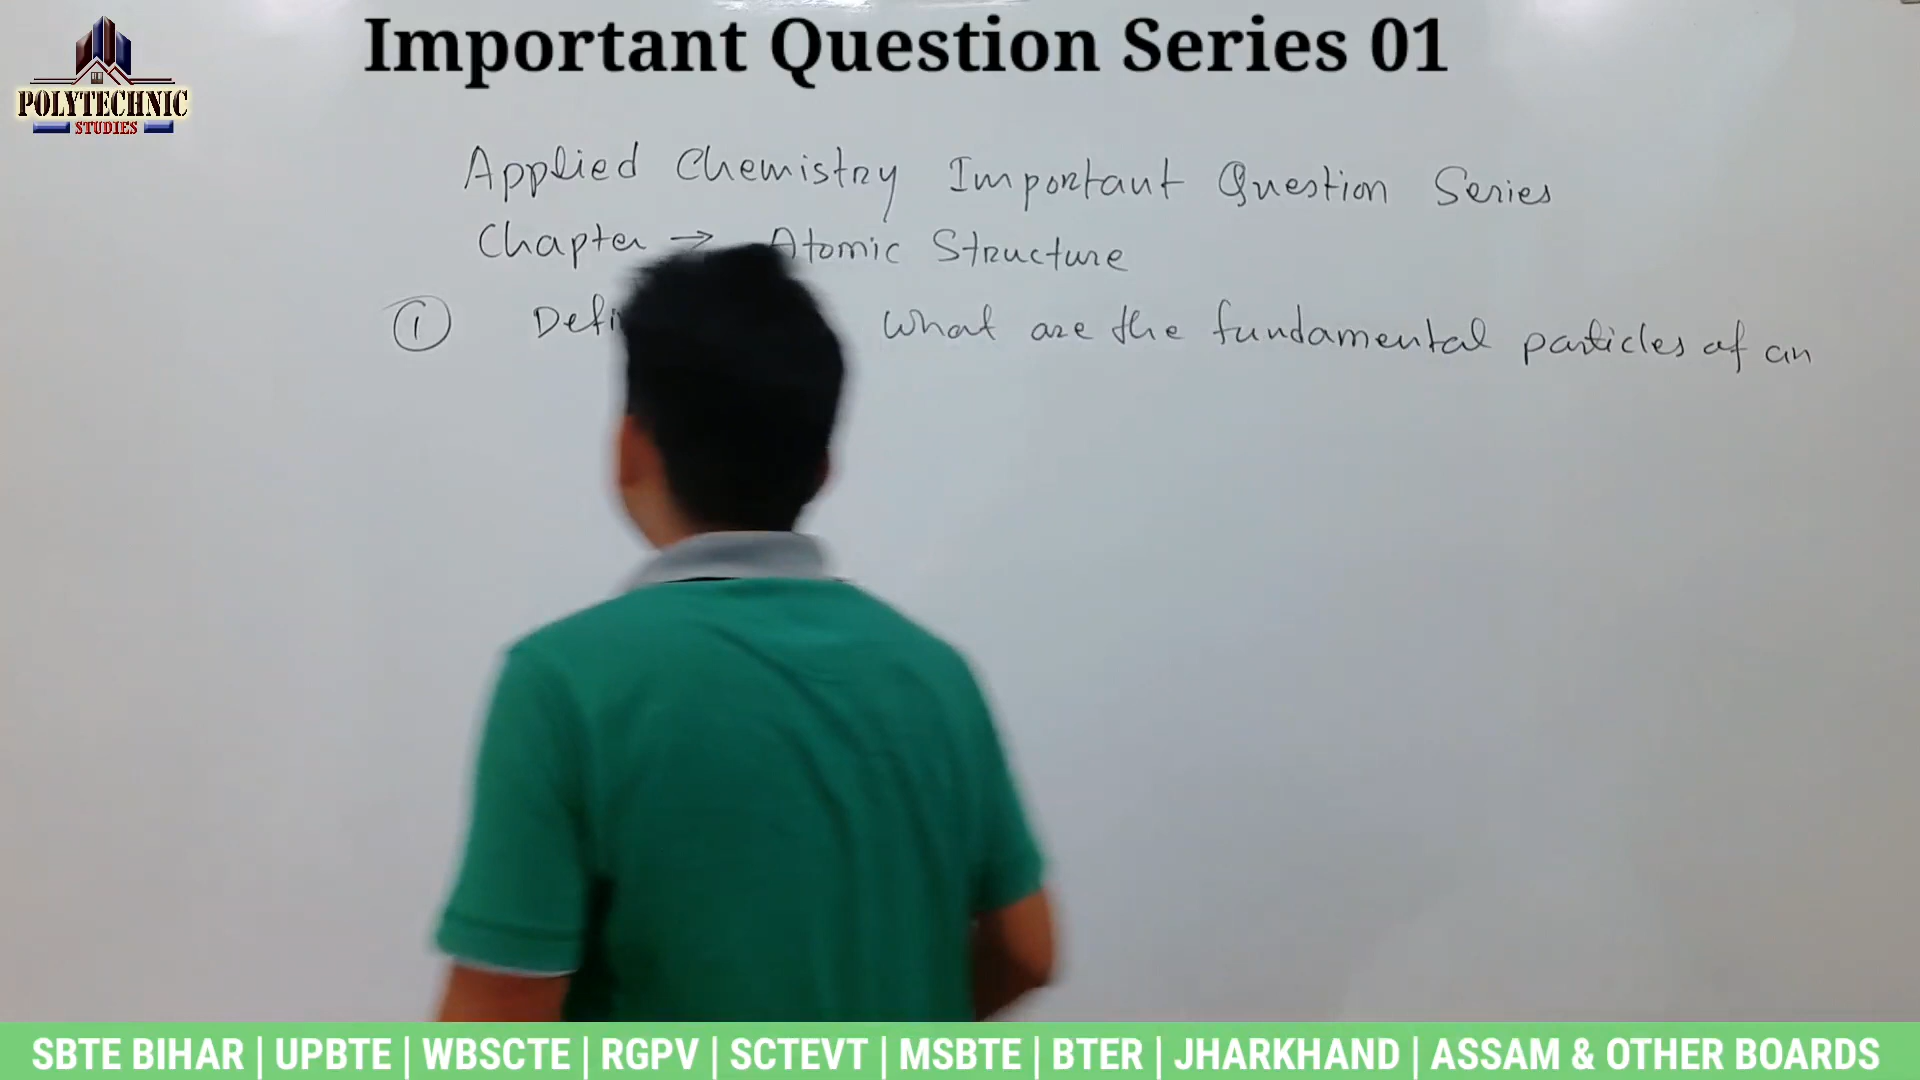 Important Question Series 01
POLYTECHNIC
STUDIES
Applied Chemistry Important Question Series
Chapter → Atomic Structure
① What are the fundamental particles of an
SBTE BIHAR | UPBTE | WBSCTE | RGPV | SCTEVT | MSBTE | BTER | JHARKHAND | ASSAM & OTHER BOARDS